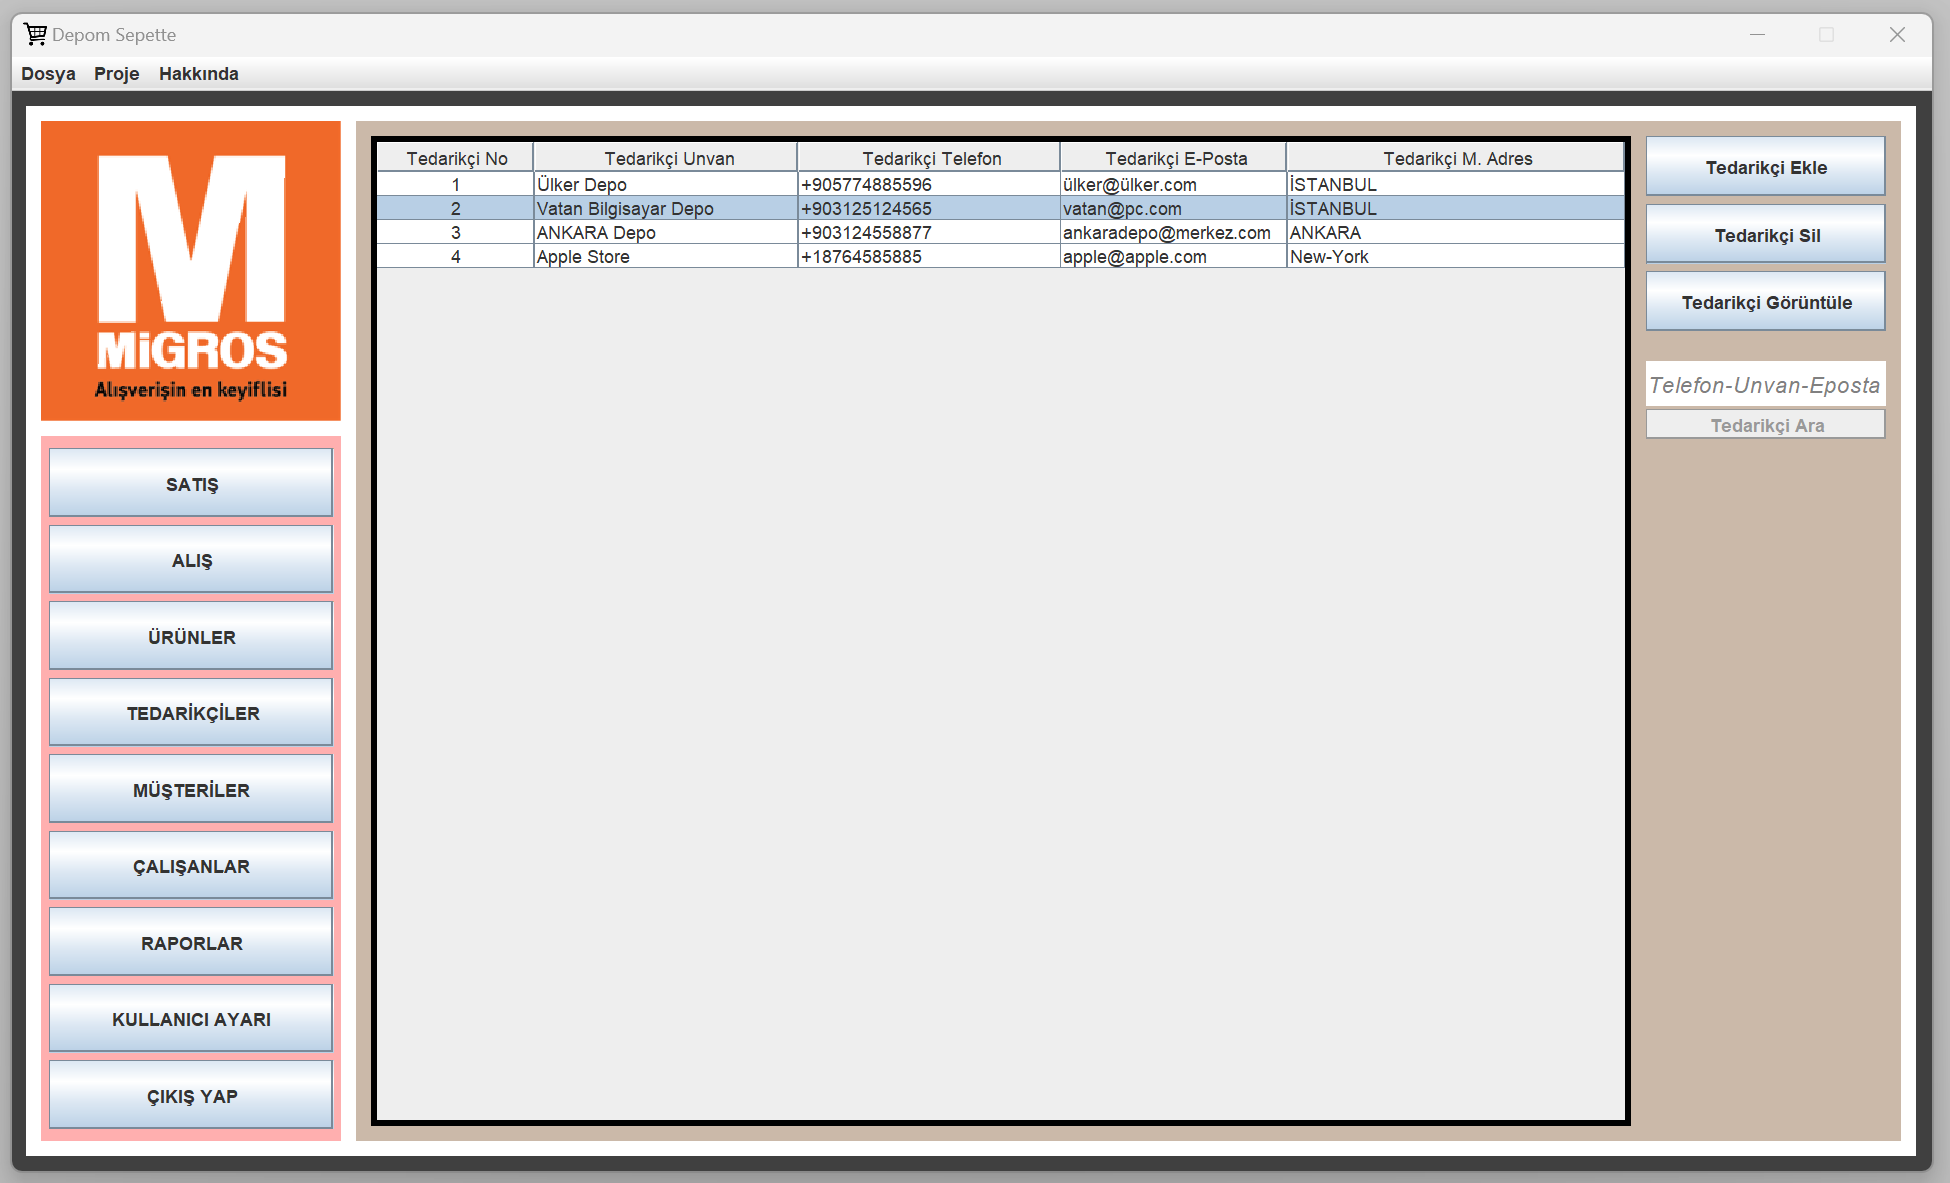 Depom Sepette
Dosya Proje Hakkında
MiGROS
Alışverişin en keyiflisi
SATIŞ
ALIŞ
ÜRÜNLER
TEDARİKÇİLER
MÜŞTERİLER
ÇALIŞANLAR
RAPORLAR
KULLANICI AYARI
ÇIKIŞ YAP
Tedarikçi No Tedarikçi Unvan Tedarikçi Telefon Tedarikçi E-Posta Tedarikçi M. Adres
1 Ülker Depo +905774885596 ülker@ülker.com İSTANBUL
2 Vatan Bilgisayar Depo +903125124565 vatan@pc.com İSTANBUL
3 ANKARA Depo +903124558877 ankaradepo@merkez.com ANKARA
4 Apple Store +18764585885 apple@apple.com New-York
Tedarikçi Ekle
Tedarikçi Sil
Tedarikçi Görüntüle
Telefon-Unvan-Eposta
Tedarikçi Ara